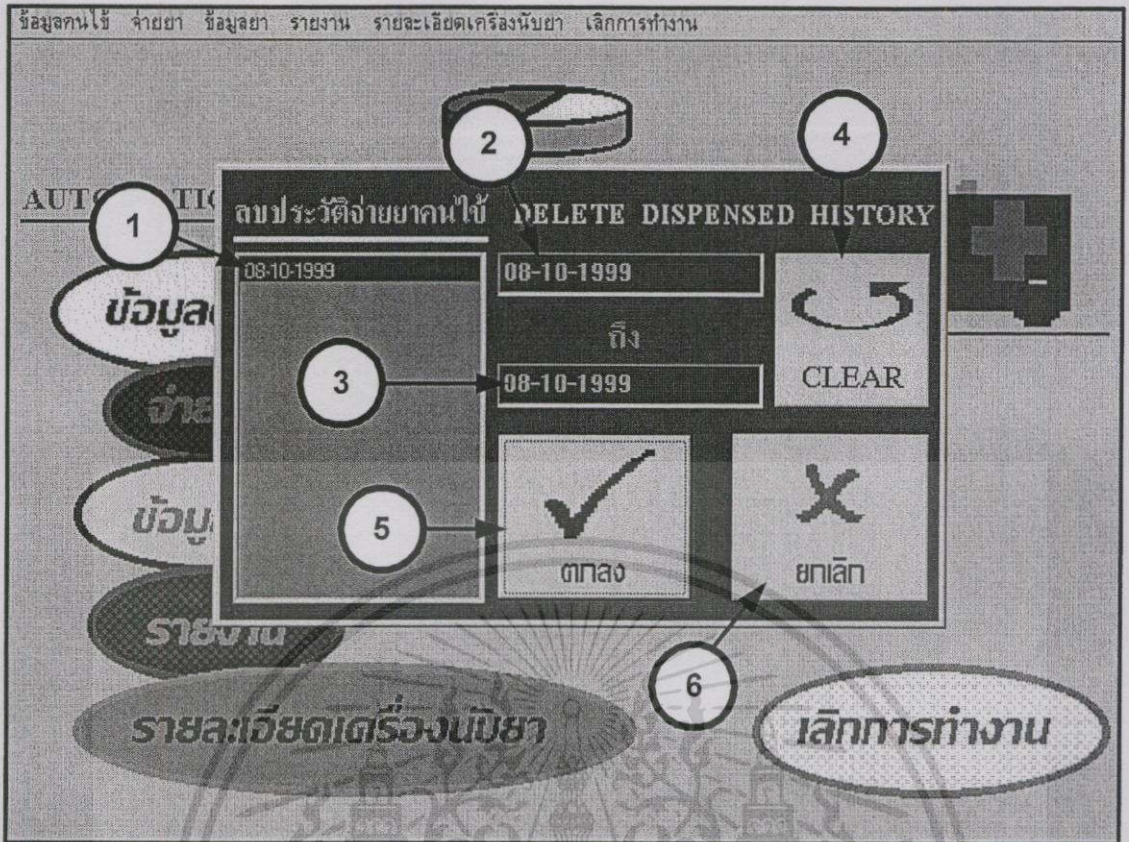 ข้อมูลคนไข้ จ่ายยา ข้อมูลยา รายงาน รายละเอียดเครื่องนับยา เลิกการทำงาน
2
4
1
ลบประวัติจ่ายยาคนไข้ DELETE DISPENSED HISTORY
08-10-1999
08-10-1999
ถึง
3
08-10-1999
CLEAR
5
ตกลง
ยกเลิก
รายงาน
6
รายละเอียดเครื่องนับยา
เลิกการทำงาน